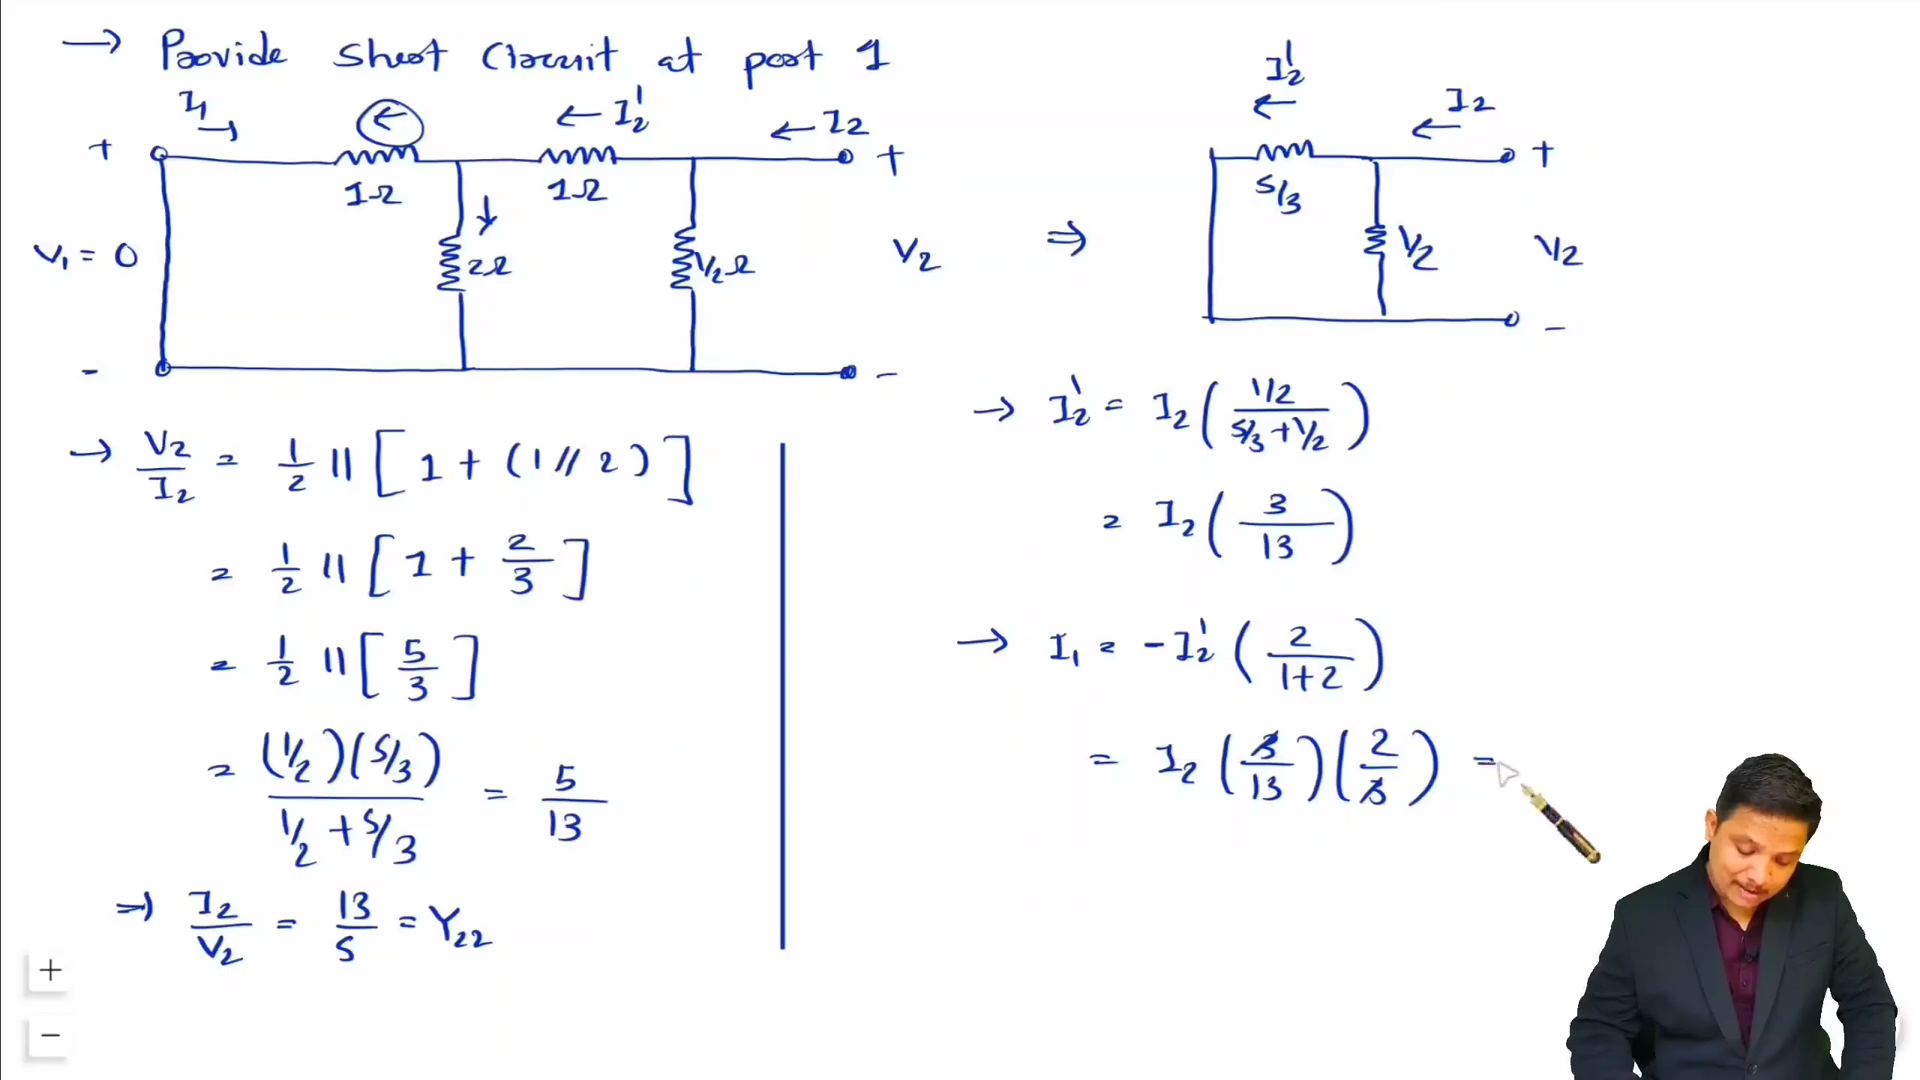 → Provide Short Circuit at port 1
I1 →
←
← I2'
← I2
+
+
1Ω
1Ω
V1 = 0
2Ω
1/2Ω
V2
-
-
⇒
I2'
←
I2
←
+
5/3
1/2
V2
-
→ V2/I2 = 1/2 || [1 + (1 // 2)]
= 1/2 || [1 + 2/3]
= 1/2 || [5/3]
= (1/2)(5/3) / (1/2 + 5/3) = 5/13
⇒ I2/V2 = 13/5 = Y22
→ I2' = I2 ( (1/2) / (5/3 + 1/2) )
= I2 ( 3/13 )
→ I1 = -I2' ( 2 / (1+2) )
= I2 ( 3/13 ) ( 2/3 ) =
+
−